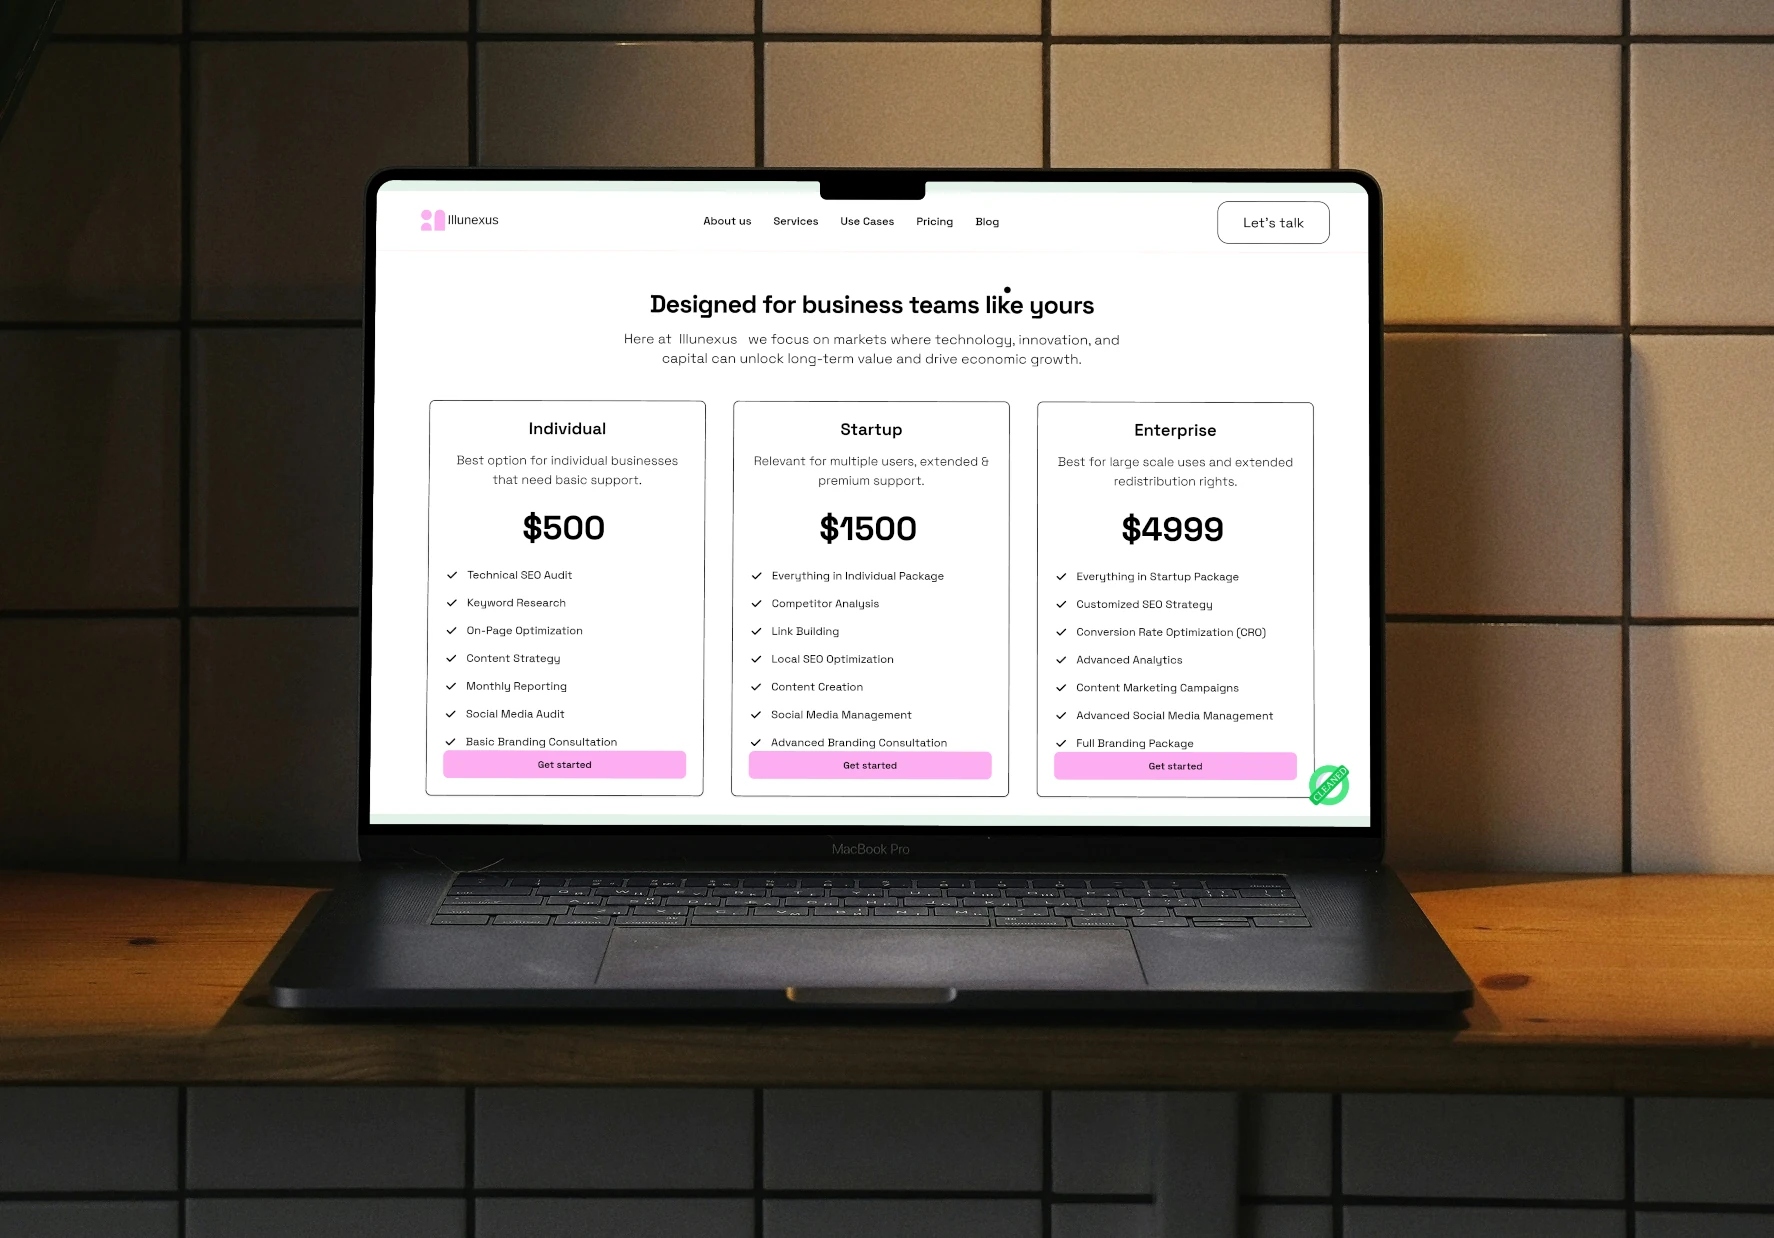 Illunexus
About us Services Use Cases Pricing Blog
Let's talk
Designed for business teams like yours
Here at Illunexus we focus on markets where technology, innovation, and
capital can unlock long-term value and drive economic growth.
Individual
Best option for individual businesses
that need basic support.
$500
Technical SEO Audit
Keyword Research
On-Page Optimization
Content Strategy
Monthly Reporting
Social Media Audit
Basic Branding Consultation
Get started
Startup
Relevant for multiple users, extended &
premium support.
$1500
Everything in Individual Package
Competitor Analysis
Link Building
Local SEO Optimization
Content Creation
Social Media Management
Advanced Branding Consultation
Get started
Enterprise
Best for large scale uses and extended
redistribution rights.
$4999
Everything in Startup Package
Customized SEO Strategy
Conversion Rate Optimization (CRO)
Advanced Analytics
Content Marketing Campaigns
Advanced Social Media Management
Full Branding Package
Get started
CLEANED
MacBook Pro